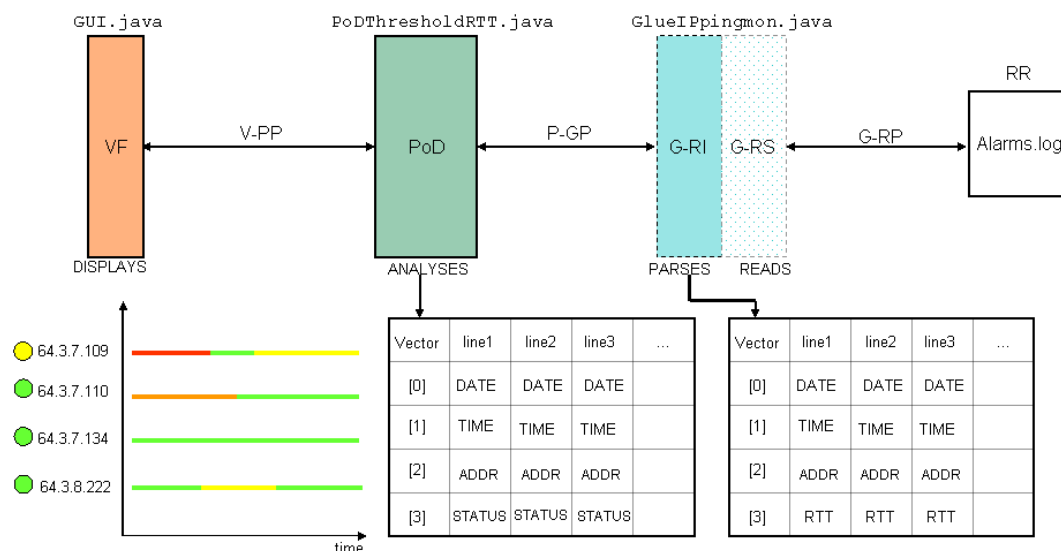 GUI.java PoDThresholdRTT.java GlueIPpingmon.java
RR
V-PP P-GP G-RP
VF PoD G-RI G-RS Alarms.log
DISPLAYS ANALYSES PARSES READS
64.3.7.109
64.3.7.110
64.3.7.134
64.3.8.222
time
Vector line1 line2 line3 ...
[0] DATE DATE DATE
[1] TIME TIME TIME
[2] ADDR ADDR ADDR
[3] STATUS STATUS STATUS
Vector line1 line2 line3 ...
[0] DATE DATE DATE
[1] TIME TIME TIME
[2] ADDR ADDR ADDR
[3] RTT RTT RTT